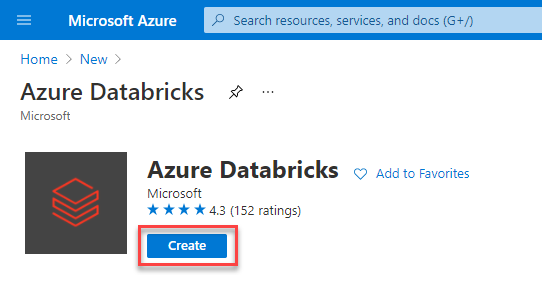 Microsoft Azure
Search resources, services, and docs (G+/)
Home > New >
Azure Databricks ...
Microsoft
Azure Databricks
Add to Favorites
Microsoft
4.3 (152 ratings)
Create